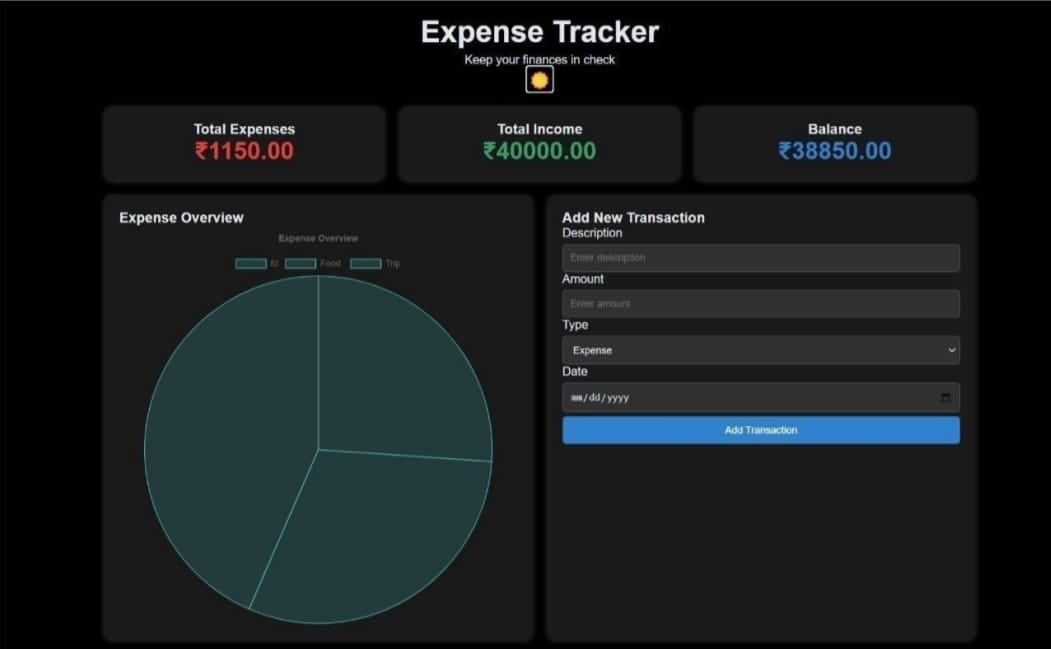 Expense Tracker
Keep your finances in check
Total Expenses
₹1150.00
Total Income
₹40000.00
Balance
₹38850.00
Expense Overview
Expense Overview
fd Food Trip
Add New Transaction
Description
Enter description
Amount
Enter amount
Type
Expense
Date
mm/dd/yyyy
Add Transaction